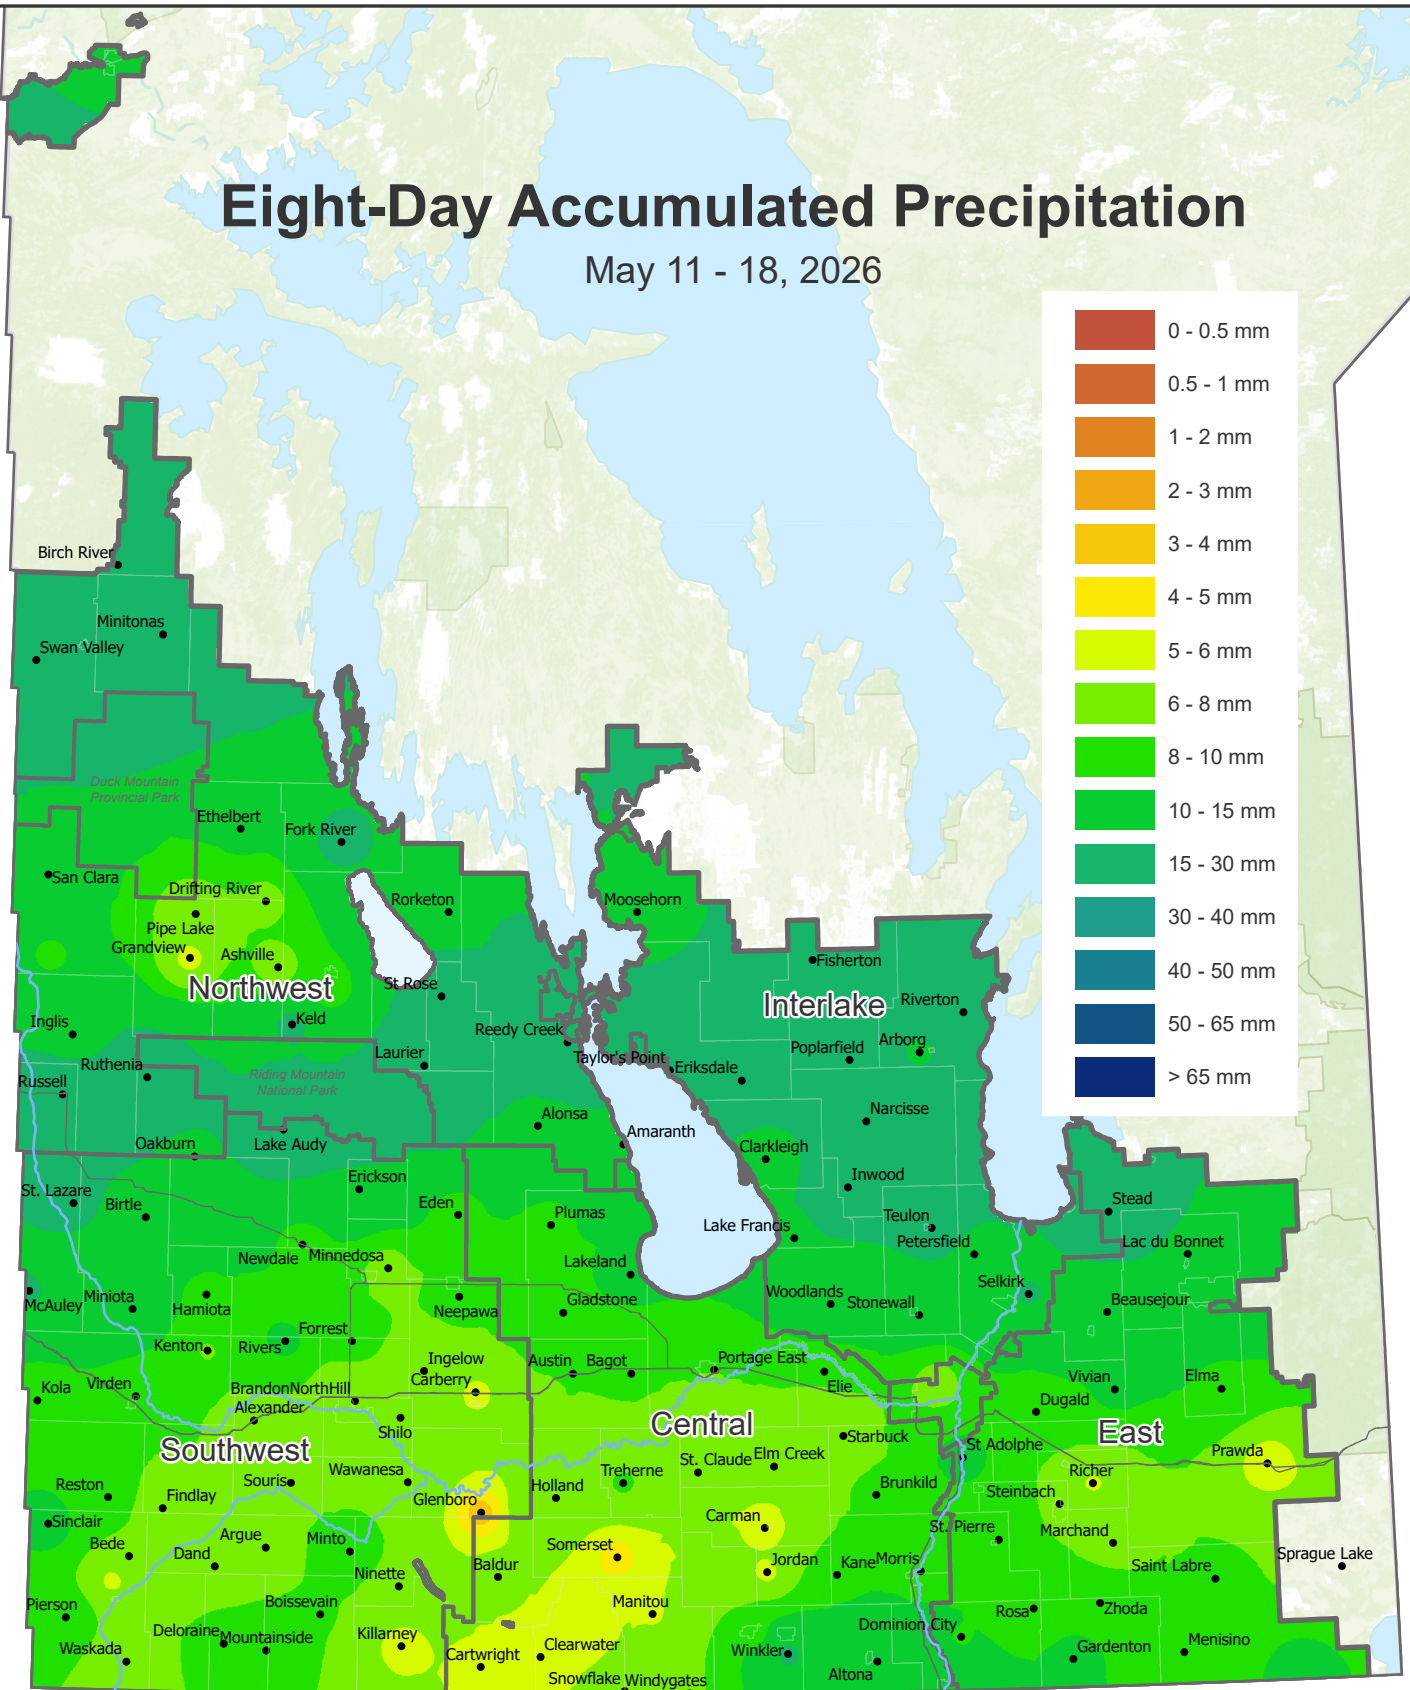 Eight-Day Accumulated Precipitation
May 11 - 18, 2026
0 - 0.5 mm
0.5 - 1 mm
1 - 2 mm
2 - 3 mm
3 - 4 mm
4 - 5 mm
5 - 6 mm
6 - 8 mm
8 - 10 mm
10 - 15 mm
15 - 30 mm
30 - 40 mm
40 - 50 mm
50 - 65 mm
> 65 mm
Birch River
Minitonas
Swan Valley
Duck Mountain
Provincial Park
Ethelbert
Fork River
San Clara
Drifting River
Rorketon
Moosehorn
Pipe Lake
Grandview
Ashville
Fisherton
Northwest
St Rose
Interlake
Riverton
Inglis
Keld
Reedy Creek
Arborg
Laurier
Taylor's Point
Poplarfield
Ruthenia
Eriksdale
Russell
Riding Mountain
National Park
Alonsa
Narcisse
Oakburn
Lake Audy
Amaranth
Clarkleigh
Erickson
Inwood
St. Lazare
Birtle
Eden
Plumas
Lake Francis
Teulon
Stead
Petersfield
Lac du Bonnet
Newdale
Minnedosa
Lakeland
Selkirk
McAuley
Miniota
Hamiota
Neepawa
Gladstone
Woodlands
Stonewall
Beausejour
Forrest
Kenton
Rivers
Ingelow
Austin
Bagot
Portage East
Carberry
Elie
Vivian
Elma
Kola
Virden
BrandonNorthHill
Dugald
Alexander
Central
Shilo
Starbuck
East
Southwest
St Adolphe
Prawda
St. Claude
Elm Creek
Wawanesa
Treherne
Richer
Reston
Souris
Holland
Brunkild
Steinbach
Findlay
Glenboro
Sinclair
Carman
St. Pierre
Marchand
Bede
Argue
Minto
Somerset
Dand
Jordan
Kane
Morris
Saint Labre
Sprague Lake
Ninette
Baldur
Pierson
Boissevain
Manitou
Rosa
Zhoda
Deloraine
Mountainside
Killarney
Dominion City
Waskada
Cartwright
Clearwater
Winkler
Gardenton
Menisino
Altona
Snowflake
Windygates